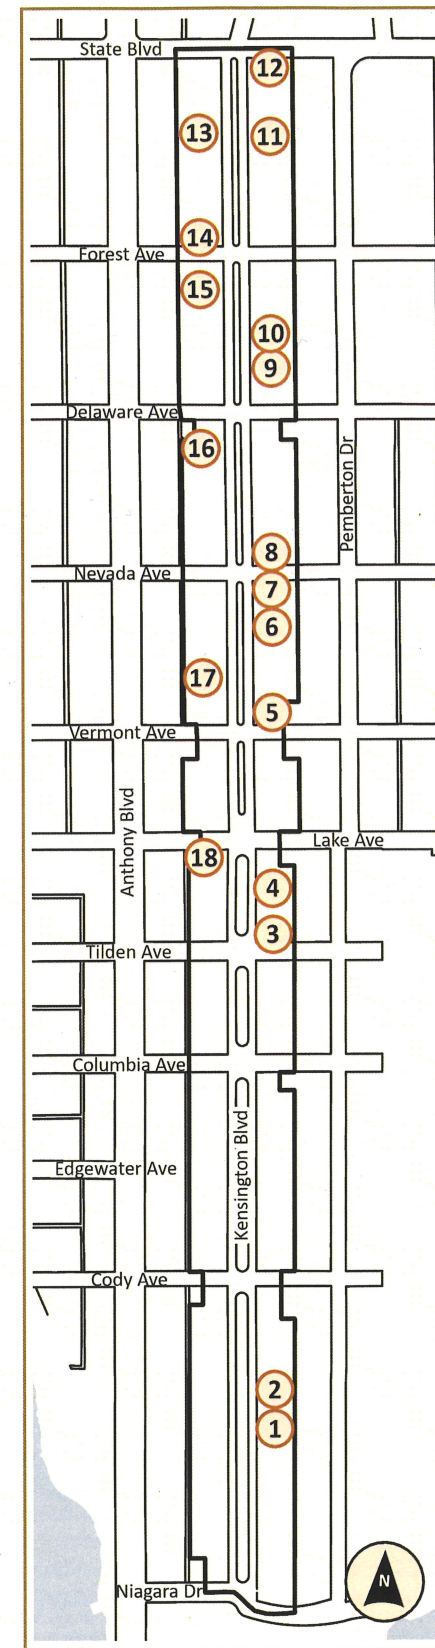 State Blvd
12
13
11
14
Forest Ave
15
10
9
Delaware Ave
16
Pemberton Dr
8
Nevada Ave
7
6
17
5
Vermont Ave
Anthony Blvd
Lake Ave
18
4
3
Tilden Ave
Columbia Ave
Kensington Blvd
Edgewater Ave
Cody Ave
2
1
N
Niagara Dr